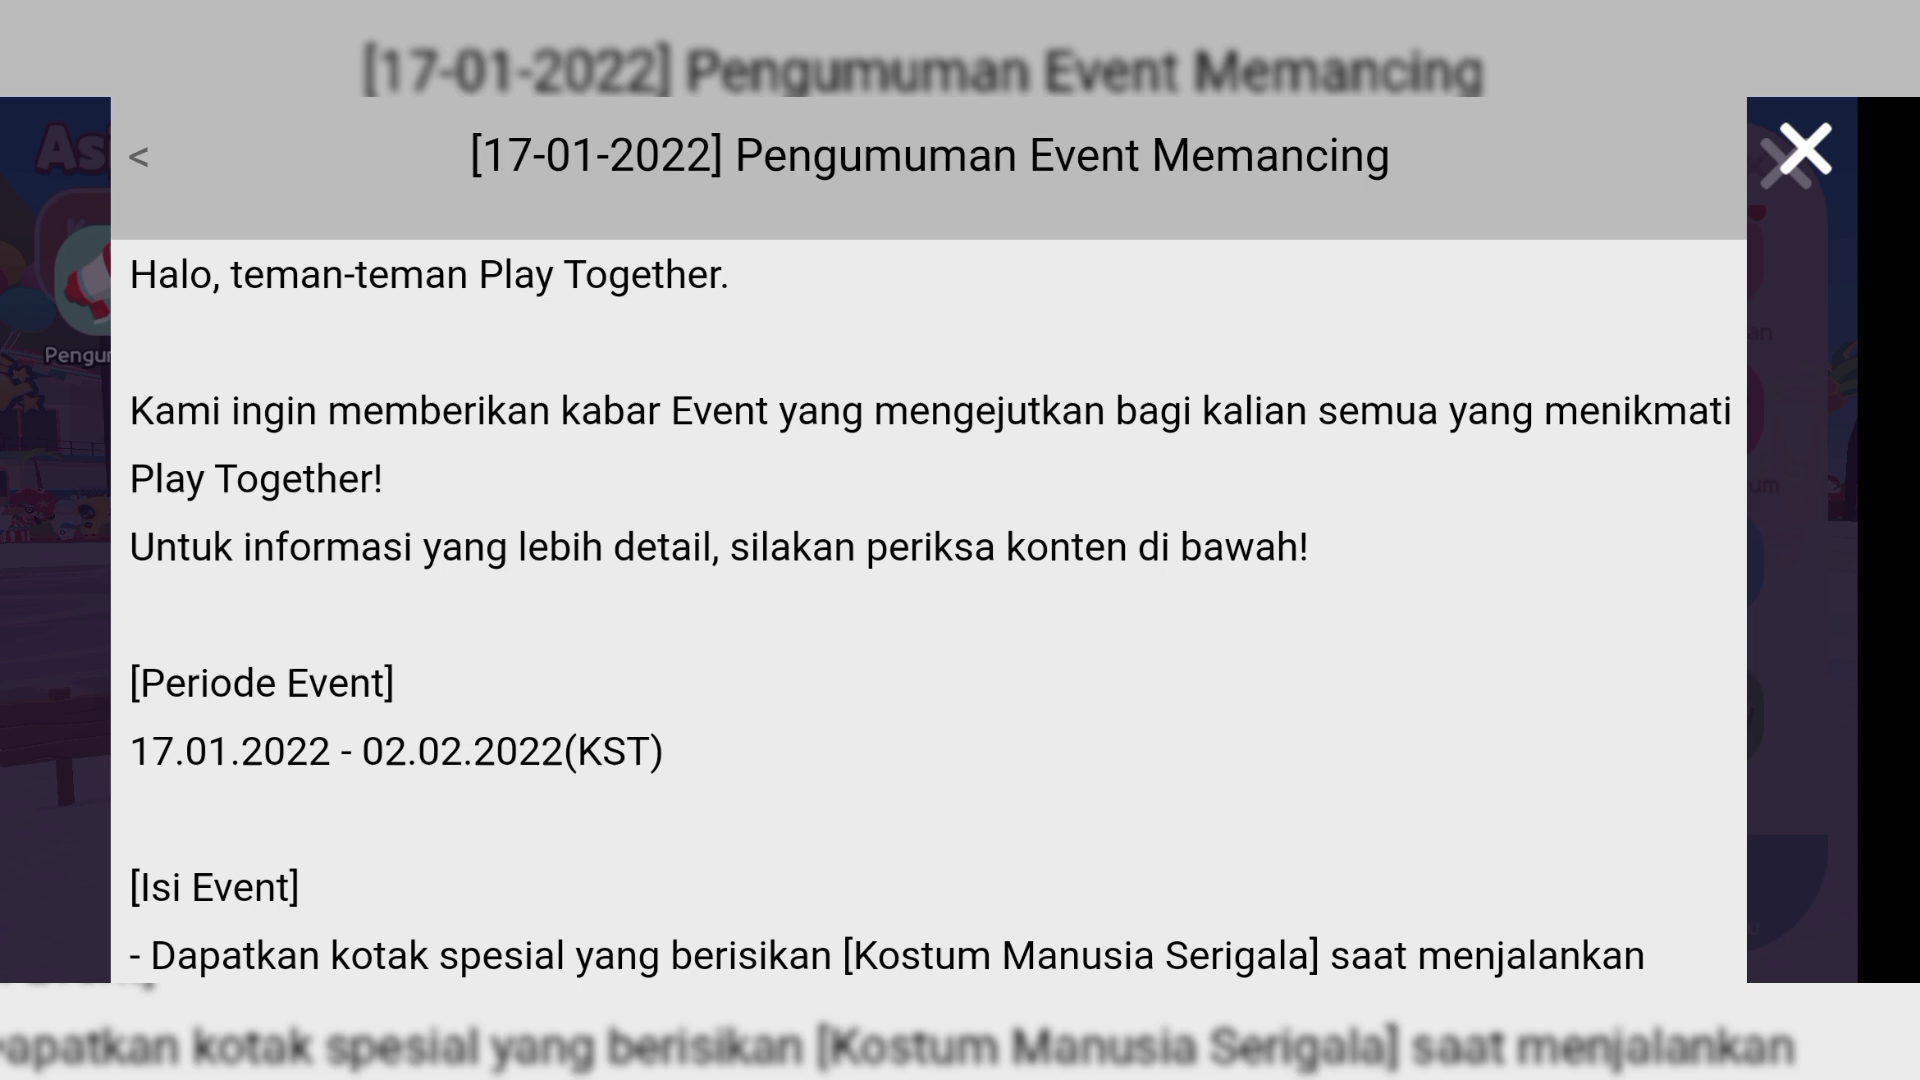 [17-01-2022] Pengumuman Event Memancing
< [17-01-2022] Pengumuman Event Memancing
Halo, teman-teman Play Together.
Kami ingin memberikan kabar Event yang mengejutkan bagi kalian semua yang menikmati
Play Together!
Untuk informasi yang lebih detail, silakan periksa konten di bawah!
[Periode Event]
17.01.2022 - 02.02.2022(KST)
[Isi Event]
- Dapatkan kotak spesial yang berisikan [Kostum Manusia Serigala] saat menjalankan
apatkan kotak spesial yang berisikan [Kostum Manusia Serigala] saat menjalankan